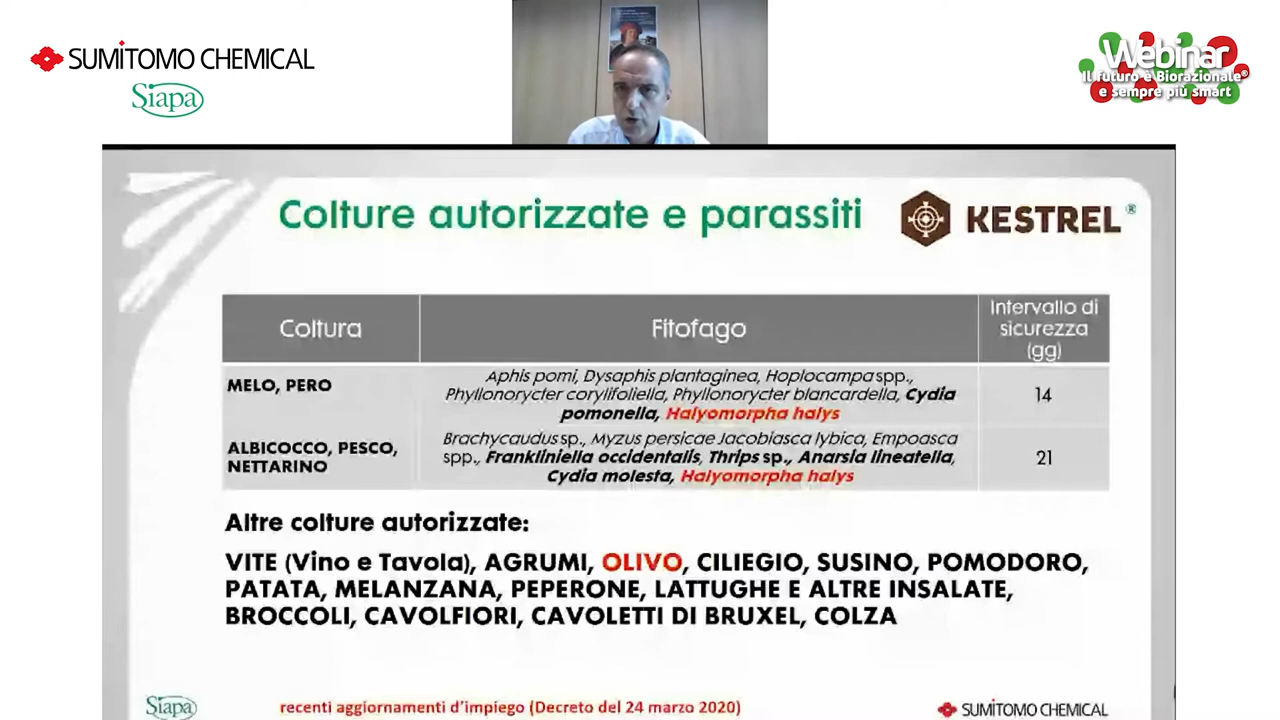 SUMITOMO CHEMICAL
Siapa
Webinar
Il futuro è Biorazionale®
e sempre più smart
Colture autorizzate e parassiti
KESTREL®
Coltura
Fitofago
Intervallo di
sicurezza
(gg)
MELO, PERO
Aphis pomi, Dysaphis plantaginea, Hoplocampa spp.,
Phyllonorycter corylifoliella, Phyllonorycter blancardella, Cydia
pomonella, Halyomorpha halys
14
ALBICOCCO, PESCO,
NETTARINO
Brachycaudus sp., Myzus persicae Jacobiasca lybica, Empoasca
spp., Frankliniella occidentalis, Thrips sp., Anarsia lineatella,
Cydia molesta, Halyomorpha halys
21
Altre colture autorizzate:
VITE (Vino e Tavola), AGRUMI, OLIVO, CILIEGIO, SUSINO, POMODORO,
PATATA, MELANZANA, PEPERONE, LATTUGHE E ALTRE INSALATE,
BROCCOLI, CAVOLFIORI, CAVOLETTI DI BRUXEL, COLZA
Siapa
recenti aggiornamenti d'impiego (Decreto del 24 marzo 2020)
SUMITOMO CHEMICAL